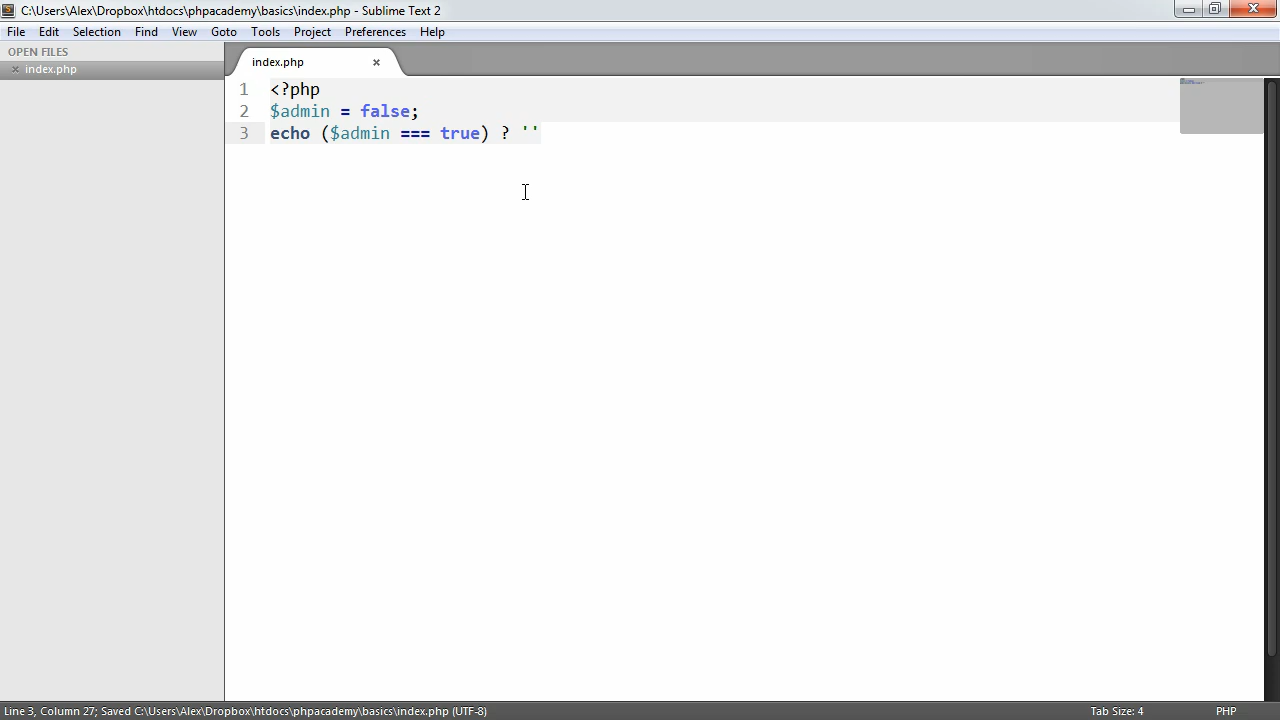 C:\Users\Alex\Dropbox\htdocs\phpacademy\basics\index.php - Sublime Text 2
File Edit Selection Find View Goto Tools Project Preferences Help
OPEN FILES
index.php
index.php
1 <?php
2 $admin = false;
3 echo ($admin === true) ? ''
Line 3, Column 27; Saved C:\Users\Alex\Dropbox\htdocs\phpacademy\basics\index.php (UTF-8) Tab Size: 4 PHP